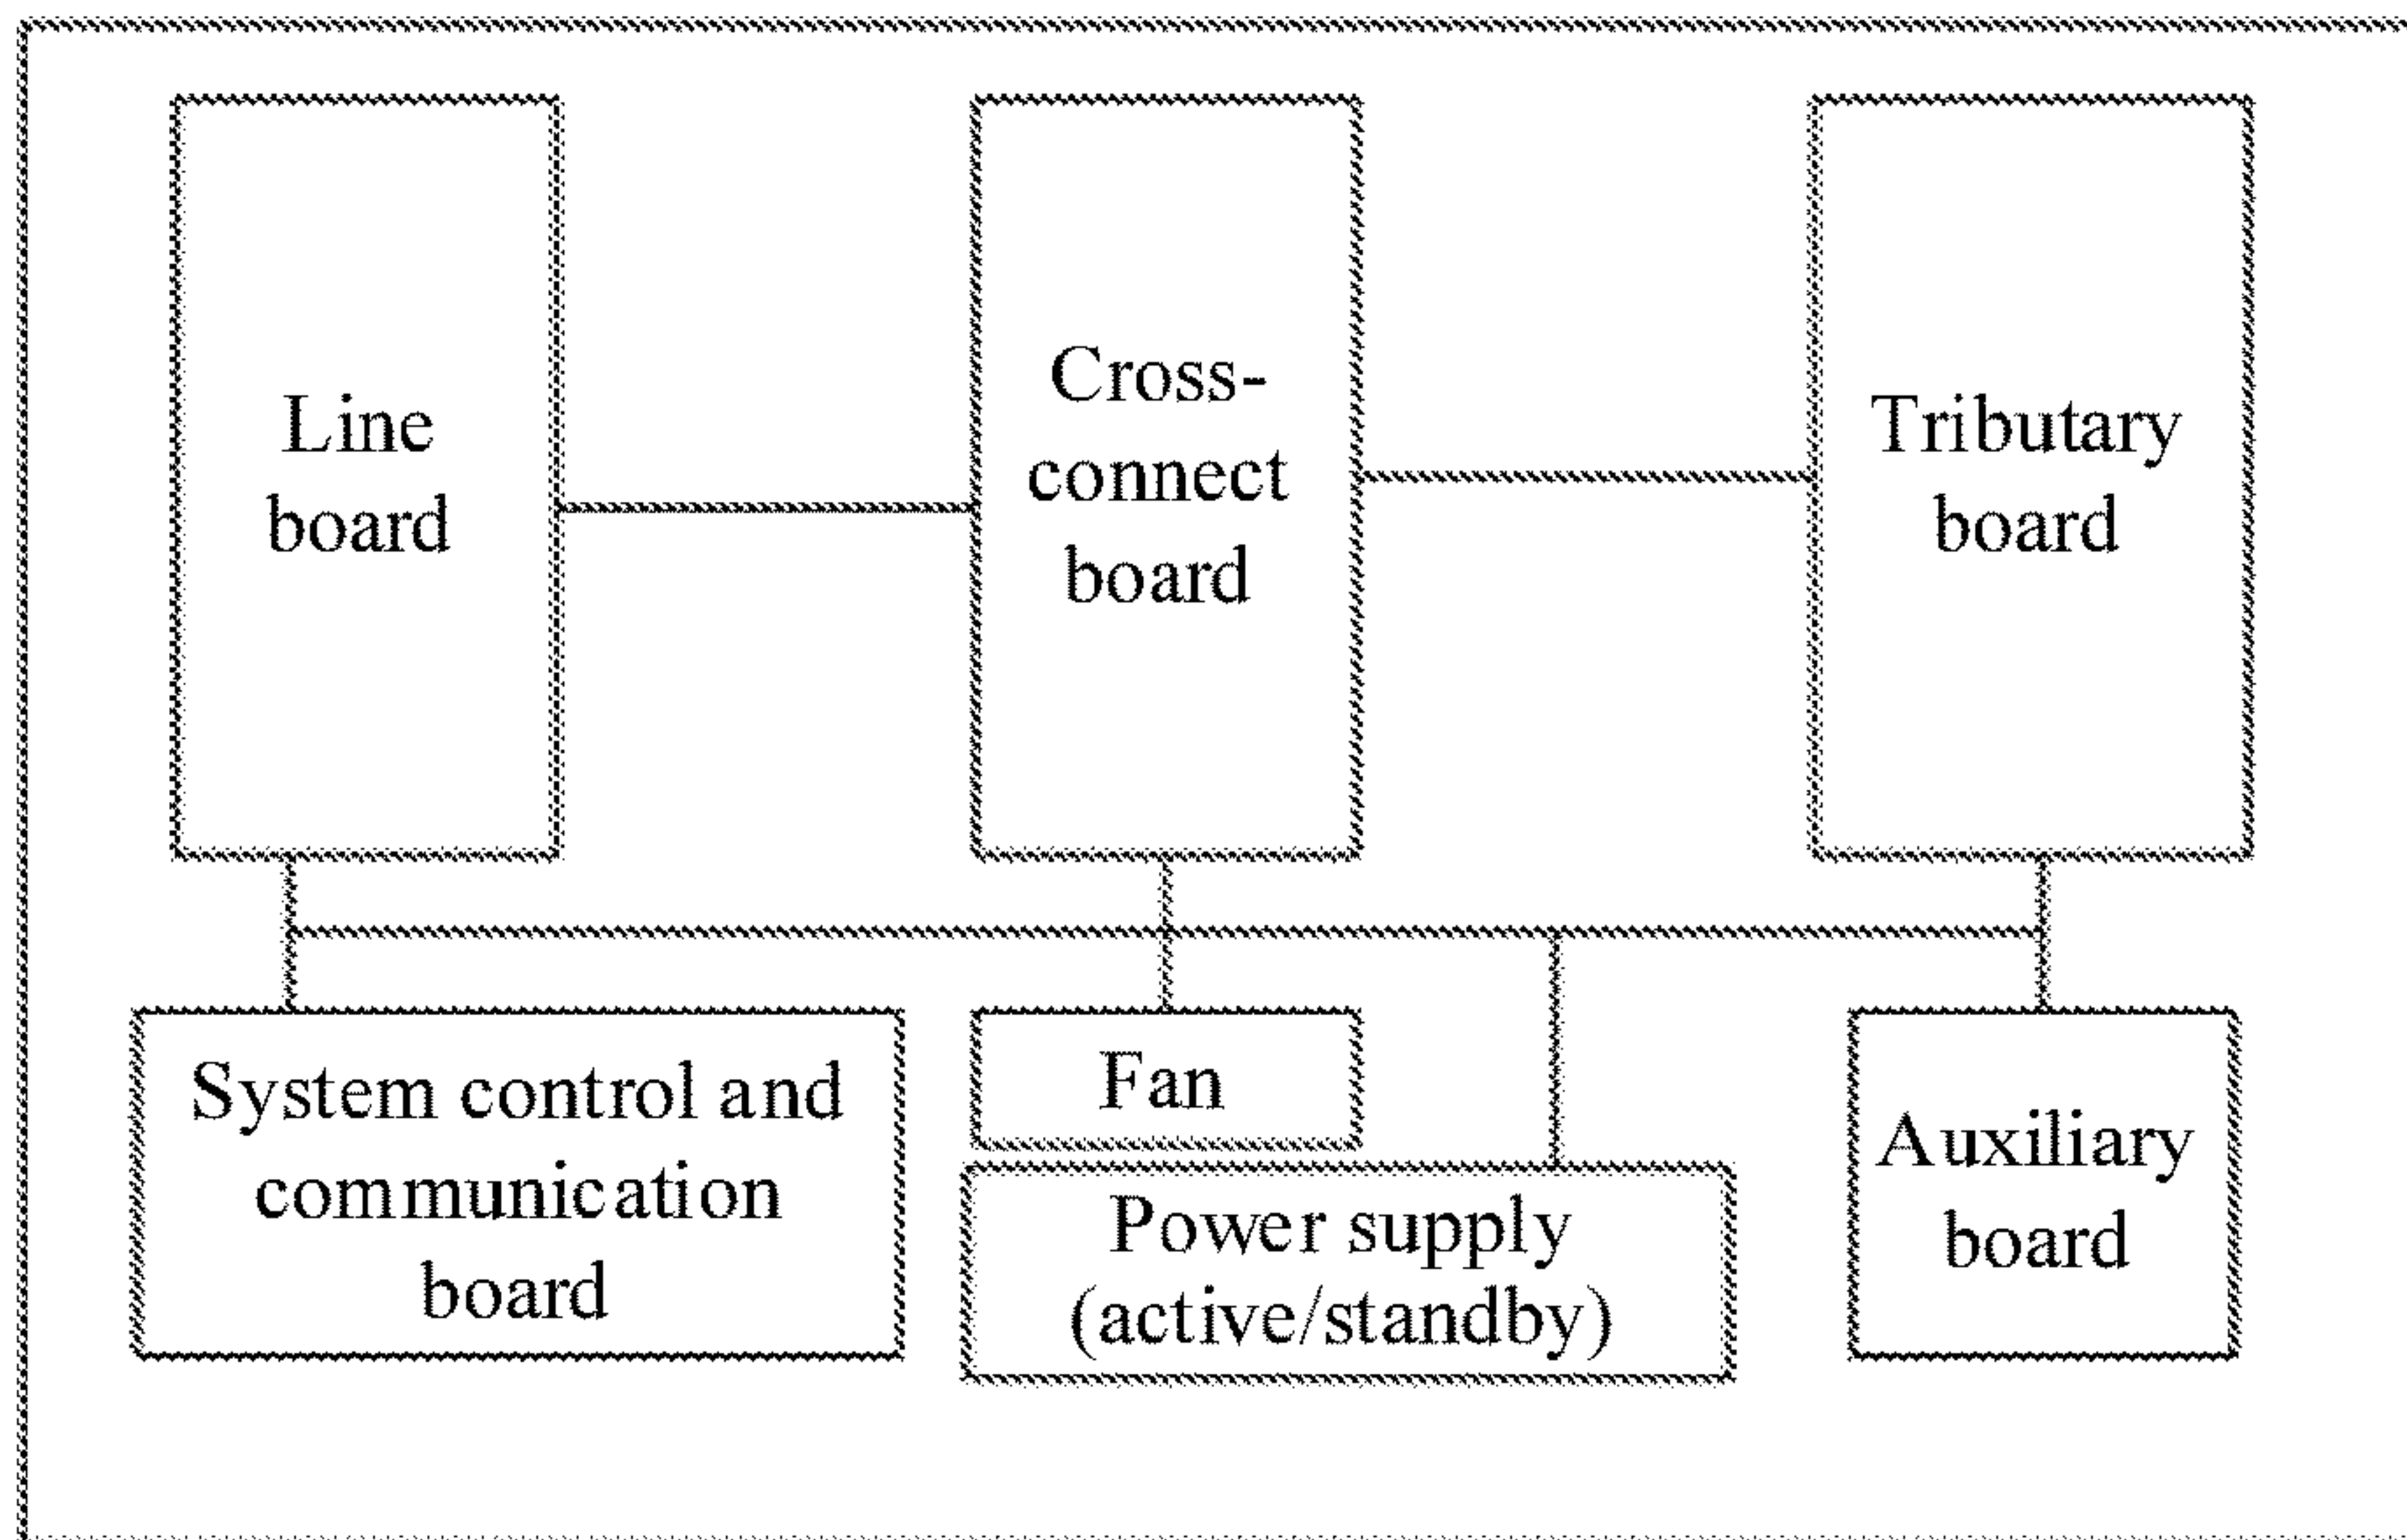 Line
board
Cross-
connect
board
Tributary
board
System control and
communication
board
Fan
Power supply
(active/standby)
Auxiliary
board